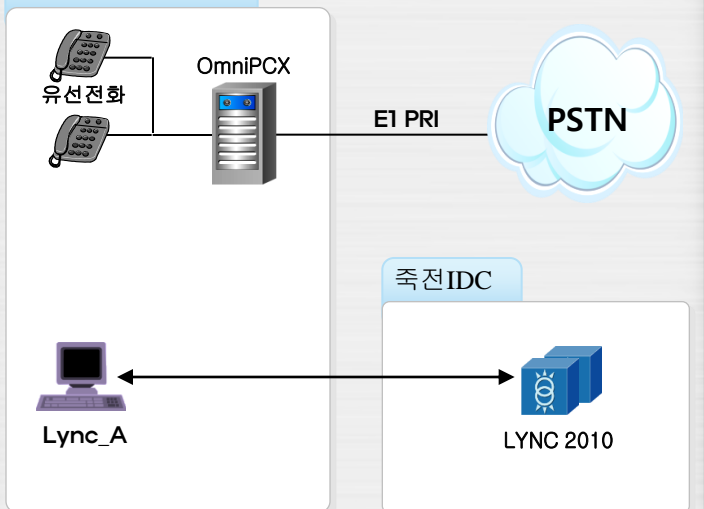 유선전화
OmniPCX
E1 PRI
PSTN
죽전IDC
Lync_A
LYNC 2010